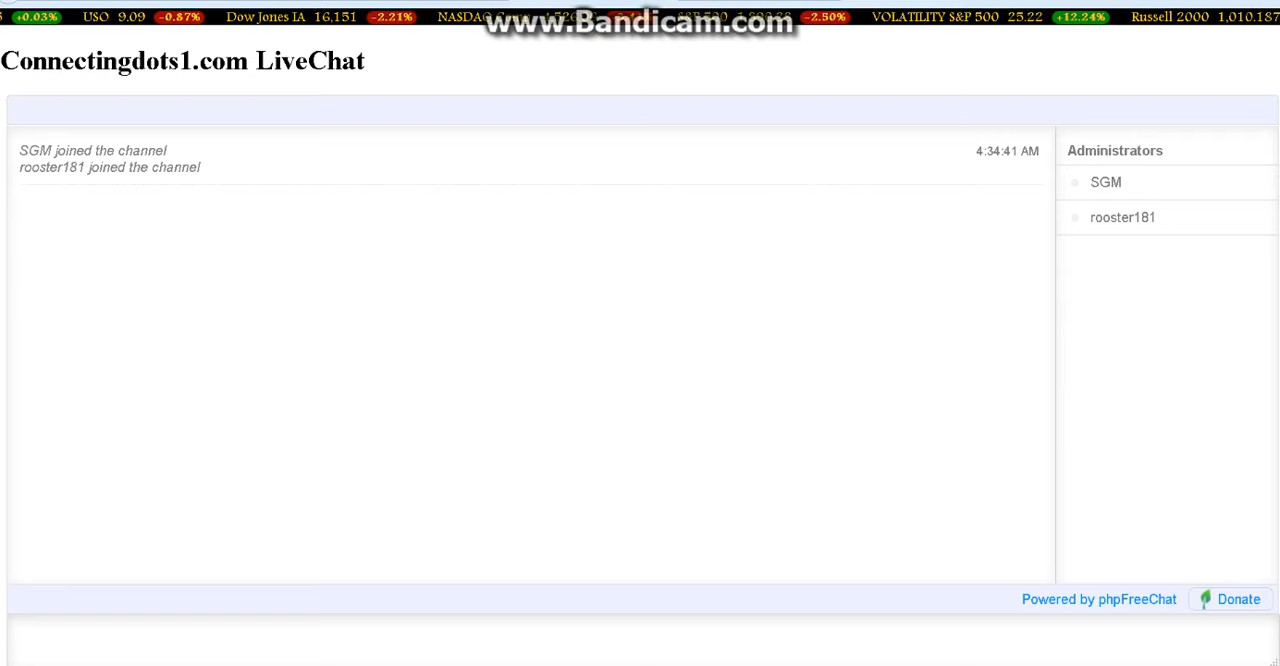 +0.03% USO 9.09 -0.87% Dow Jones IA 16,151 -2.21% NASDAQ -2.50% VOLATILITY S&P 500 25.22 +12.24% Russell 2000 1,010.187
www.Bandicam.com
Connectingdots1.com LiveChat
SGM joined the channel 4:34:41 AM
rooster181 joined the channel
Administrators
SGM
rooster181
Powered by phpFreeChat Donate